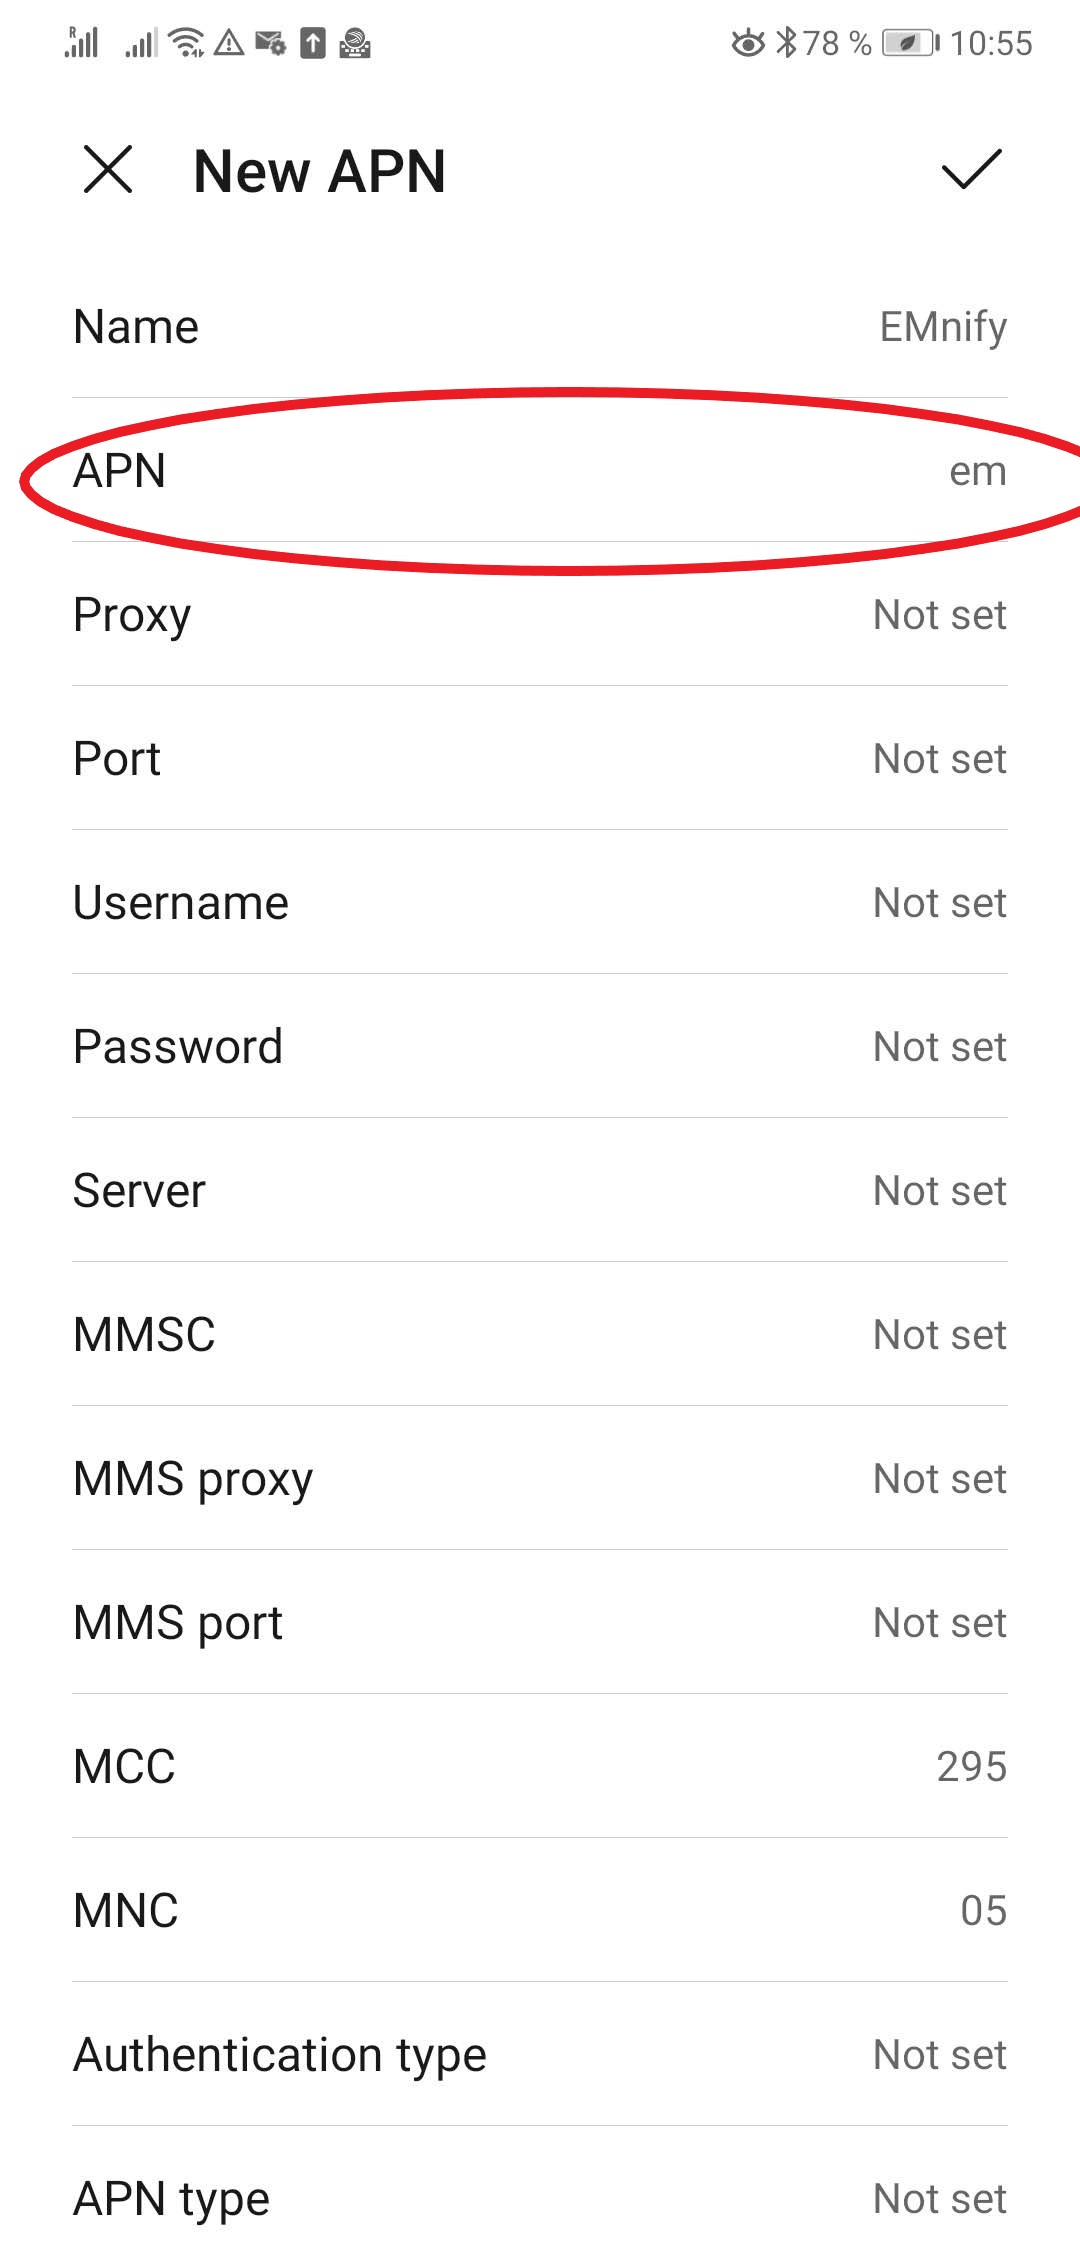 R 78 % 10:55
New APN
Name EMnify
APN em
Proxy Not set
Port Not set
Username Not set
Password Not set
Server Not set
MMSC Not set
MMS proxy Not set
MMS port Not set
MCC 295
MNC 05
Authentication type Not set
APN type Not set